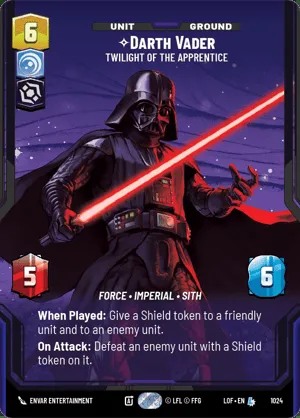 6
UNIT GROUND
✧DARTH VADER
TWILIGHT OF THE APPRENTICE
5
6
FORCE • IMPERIAL • SITH
When Played: Give a Shield token to a friendly
unit and to an enemy unit.
On Attack: Defeat an enemy unit with a Shield
token on it.
ENVAR ENTERTAINMENT
© LFL © FFG
LOF • EN
1024